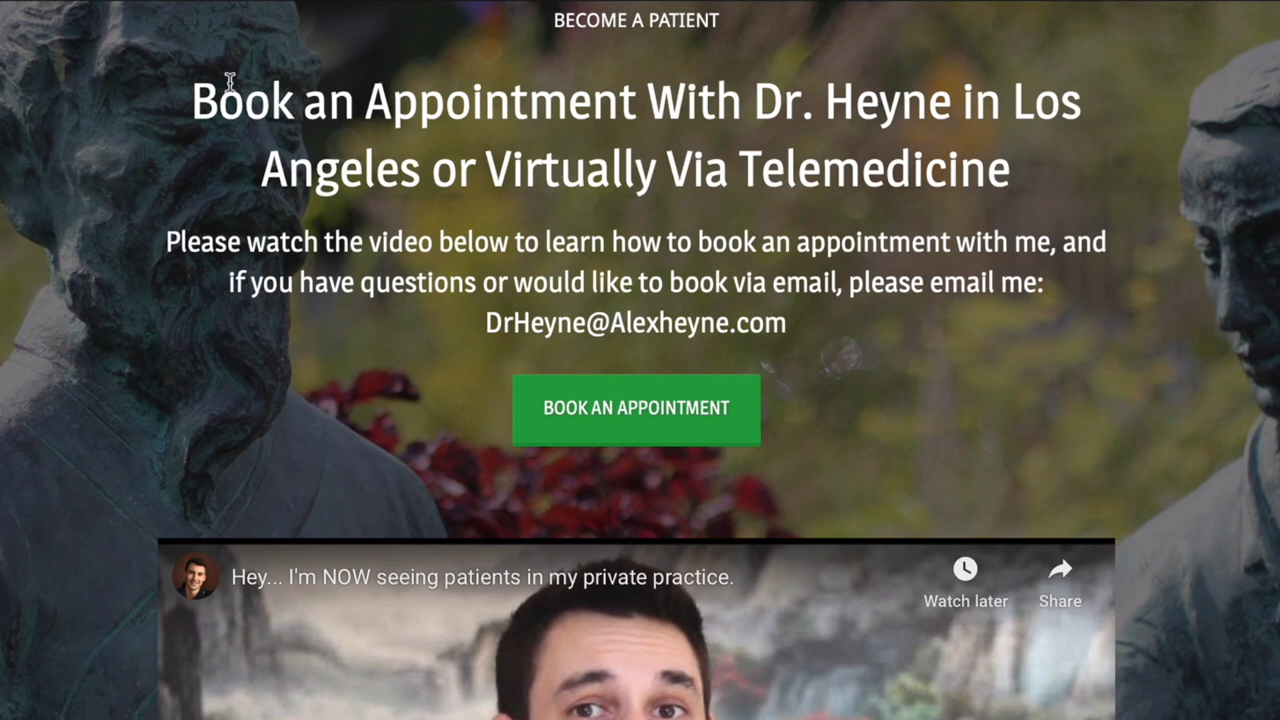 BECOME A PATIENT
Book an Appointment With Dr. Heyne in Los
Angeles or Virtually Via Telemedicine
Please watch the video below to learn how to book an appointment with me, and
if you have questions or would like to book via email, please email me:
DrHeyne@Alexheyne.com
BOOK AN APPOINTMENT
Hey... I'm NOW seeing patients in my private practice.
Watch later
Share